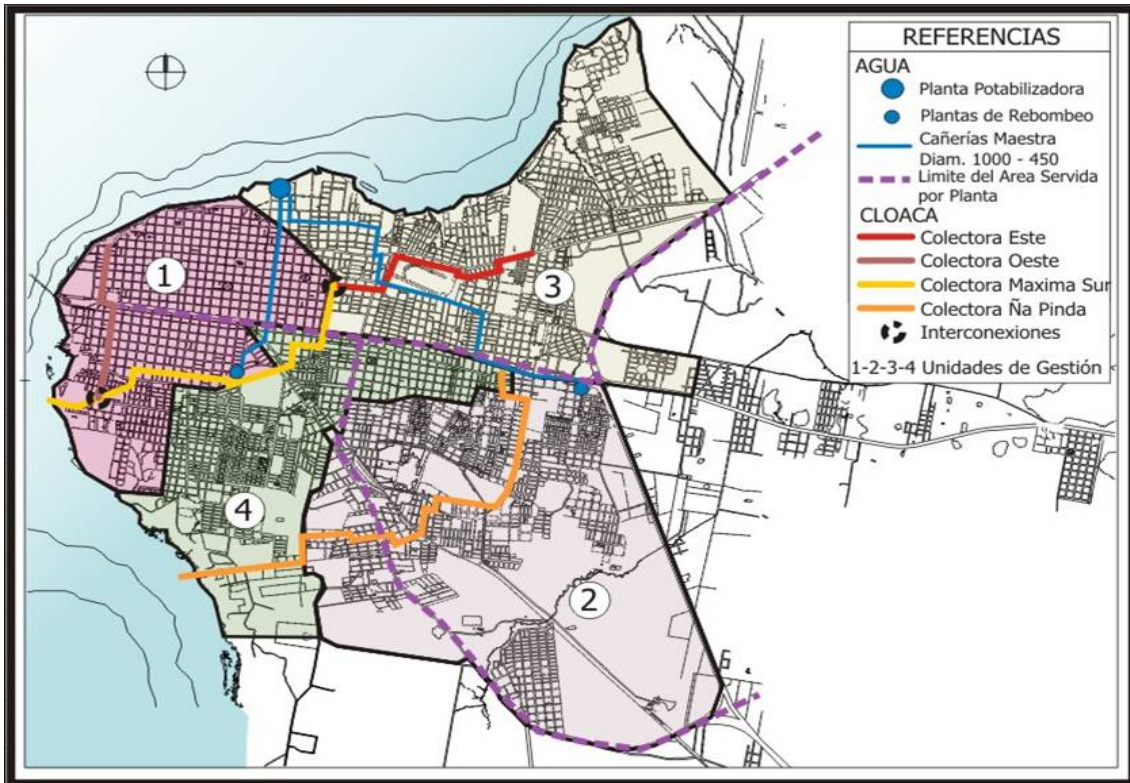 REFERENCIAS
AGUA
Planta Potabilizadora
Plantas de Rebombeo
Cañerías Maestra
Diam. 1000 - 450
Limite del Area Servida
por Planta
CLOACA
Colectora Este
Colectora Oeste
Colectora Maxima Sur
Colectora Ña Pinda
Interconexiones
1-2-3-4 Unidades de Gestión
1
3
4
2